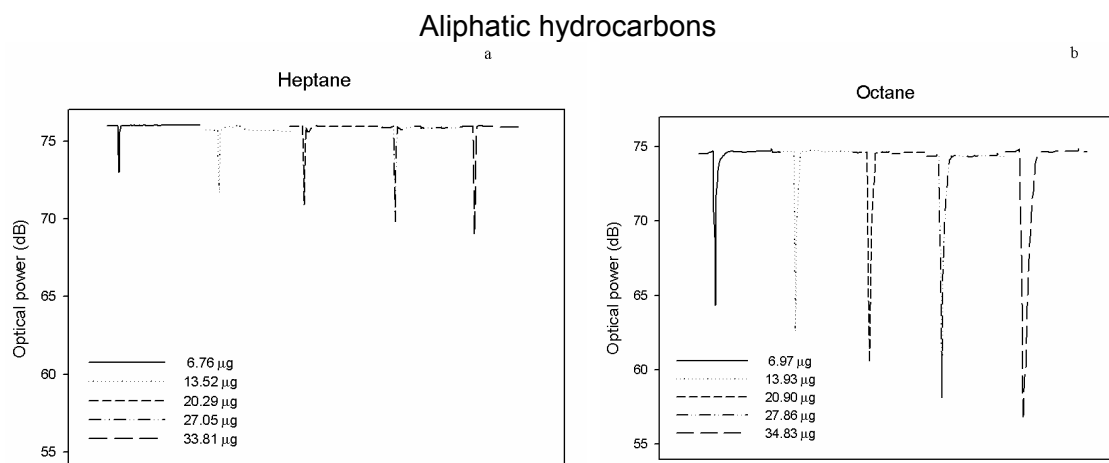 Aliphatic hydrocarbons
a
Heptane
Optical power (dB)
75
70
65
60
55
6.76 µg
13.52 µg
20.29 µg
27.05 µg
33.81 µg
b
Octane
Optical power (dB)
75
70
65
60
55
6.97 µg
13.93 µg
20.90 µg
27.86 µg
34.83 µg